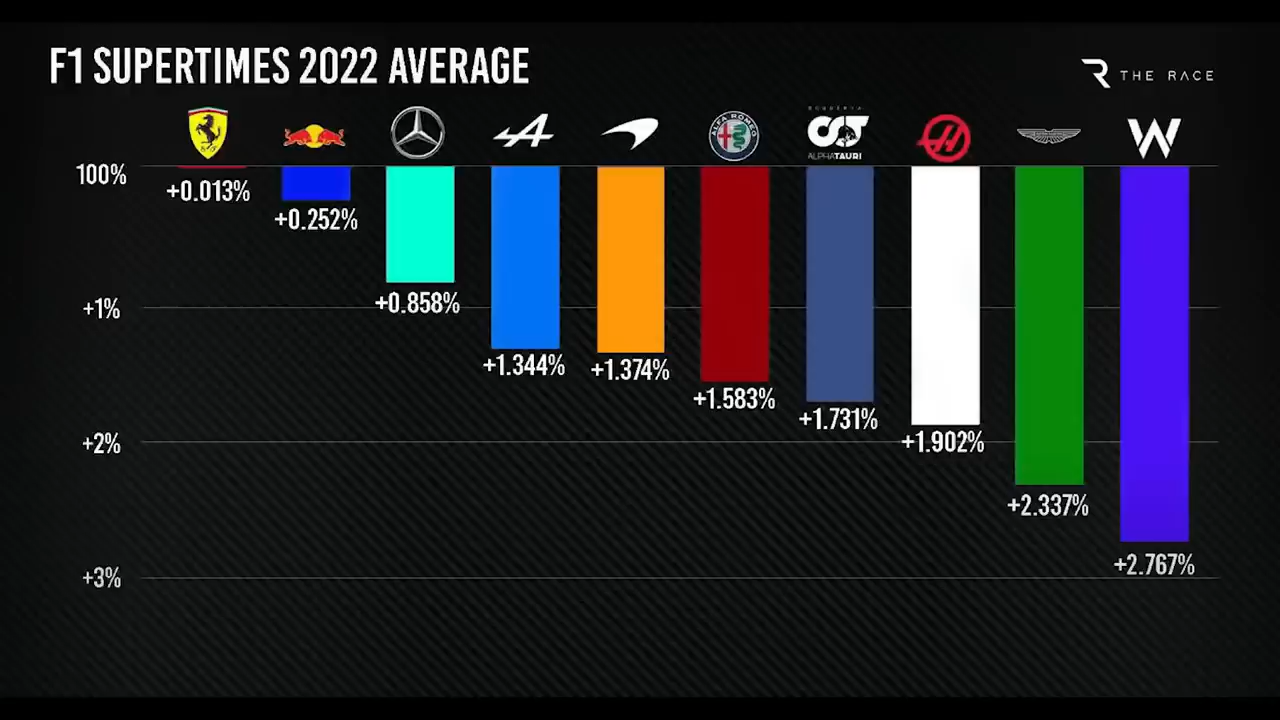 F1 SUPERTIMES 2022 AVERAGE
THE RACE
SCUDERIA
ALFA ROMEO
ALPHATAURI
100%
+0.013%
+0.252%
+0.858%
+1%
+1.344%
+1.374%
+1.583%
+1.731%
+1.902%
+2%
+2.337%
+2.767%
+3%